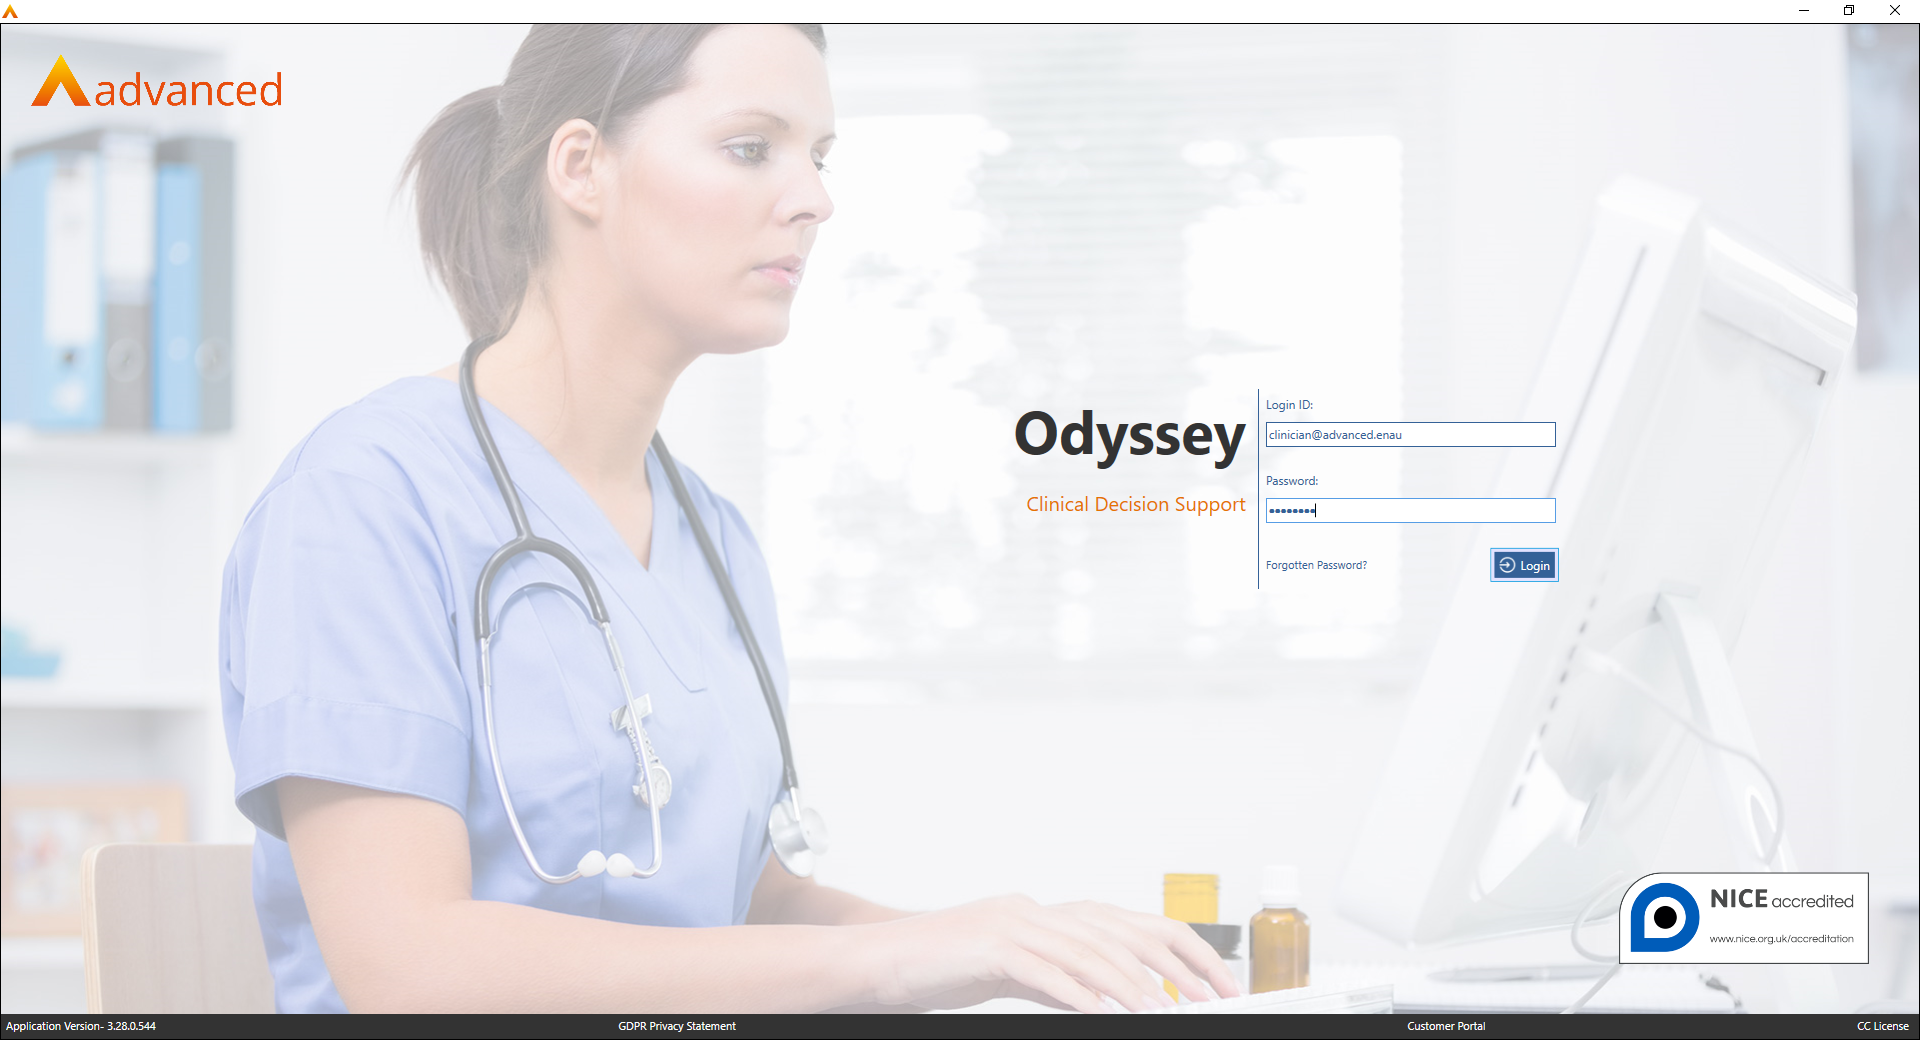 advanced
Odyssey
Clinical Decision Support
Login ID:
clinician@advanced.enau
Password:
••••••••
Forgotten Password?
Login
NICE accredited
www.nice.org.uk/accreditation
Application Version- 3.28.0.544
GDPR Privacy Statement
Customer Portal
CC License